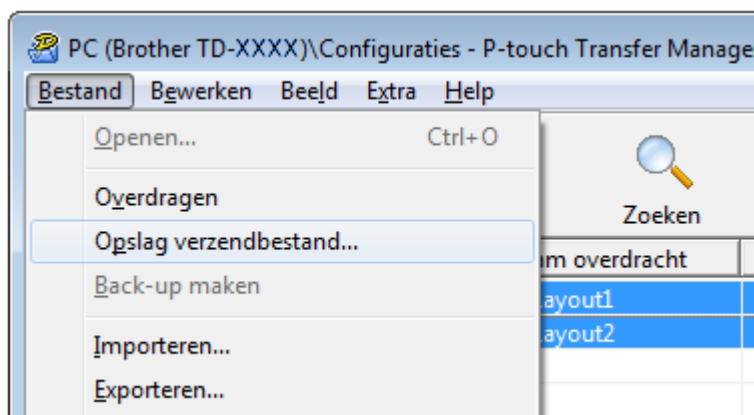 PC (Brother TD-XXXX)\Configuraties - P-touch Transfer Manage
Bestand Bewerken Beeld Extra Help
Openen... Ctrl+O
Overdragen
Opslag verzendbestand...
Back-up maken
Importeren...
Exporteren...
Zoeken
am overdracht
ayout1
ayout2